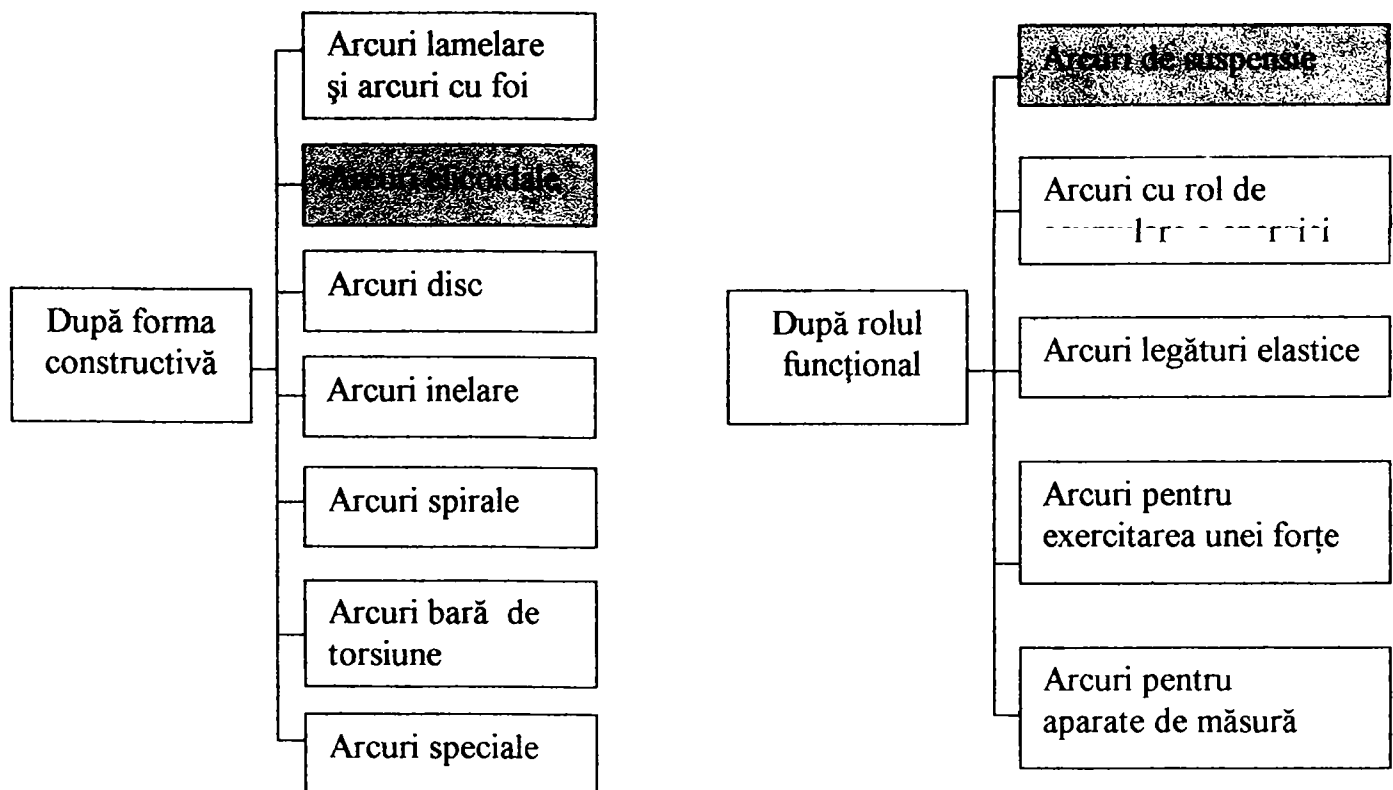 După forma
constructivă
Arcuri lamelare
şi arcuri cu foi
Arcuri elicoidale
Arcuri disc
Arcuri inelare
Arcuri spirale
Arcuri bară de
torsiune
Arcuri speciale
După rolul
funcţional
Arcuri de suspensie
Arcuri cu rol de
Arcuri legături elastice
Arcuri pentru
exercitarea unei forţe
Arcuri pentru
aparate de măsură